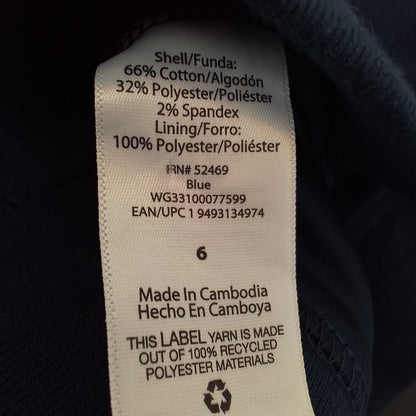 Shell/Funda:
66% Cotton/Algodón
32% Polyester/Poliéster
2% Spandex
Lining/Forro:
100% Polyester/Poliéster
RN# 52469
Blue
WG33100077599
EAN/UPC 1 9493134974
6
Made In Cambodia
Hecho En Camboya
THIS LABEL YARN IS MADE
OUT OF 100% RECYCLED
POLYESTER MATERIALS